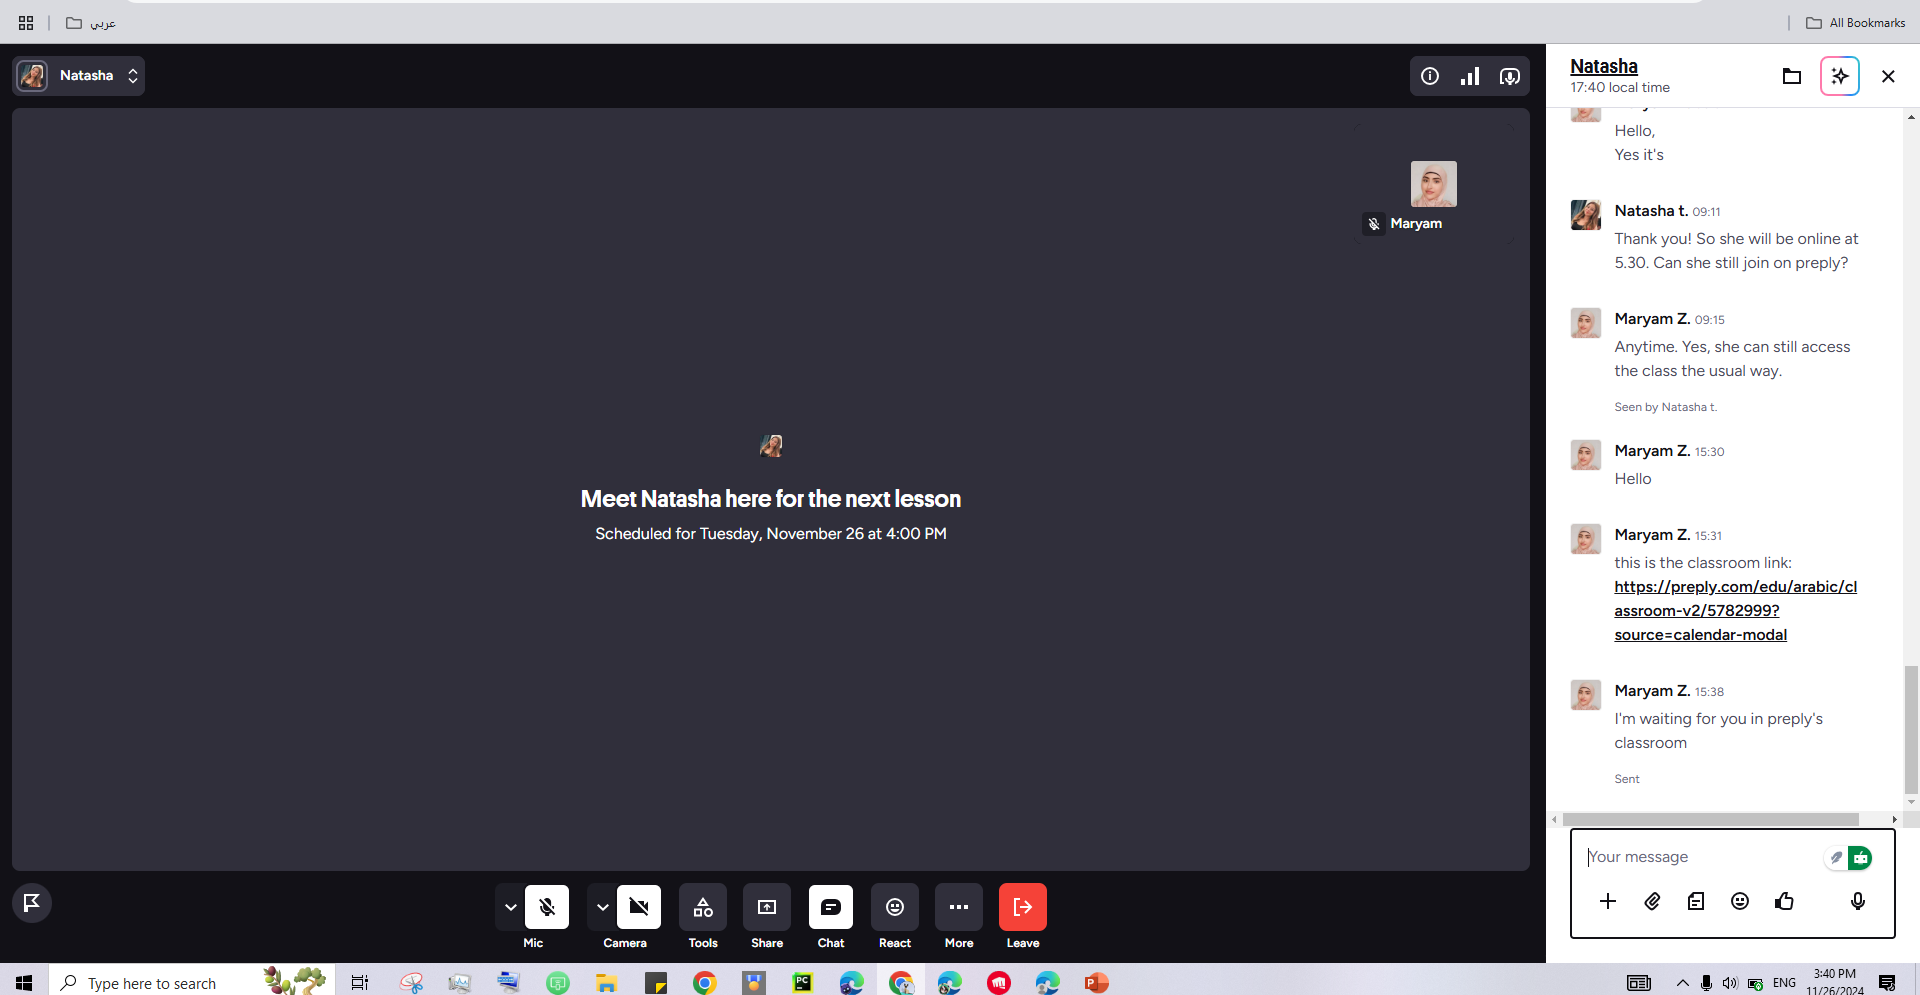 عربي
All Bookmarks
Natasha
Natasha
17:40 local time
Hello,
Yes it's
Maryam
Natasha t. 09:11
Thank you! So she will be online at
5.30. Can she still join on preply?
Maryam Z. 09:15
Anytime. Yes, she can still access
the class the usual way.
Seen by Natasha t.
Maryam Z. 15:30
Hello
Meet Natasha here for the next lesson
Scheduled for Tuesday, November 26 at 4:00 PM
Maryam Z. 15:31
this is the classroom link:
https://preply.com/edu/arabic/cl
assroom-v2/5782999?
source=calendar-modal
Maryam Z. 15:38
I'm waiting for you in preply's
classroom
Sent
Your message
Mic
Camera
Tools
Share
Chat
React
More
Leave
Type here to search
PC
ENG
3:40 PM
11/26/2024